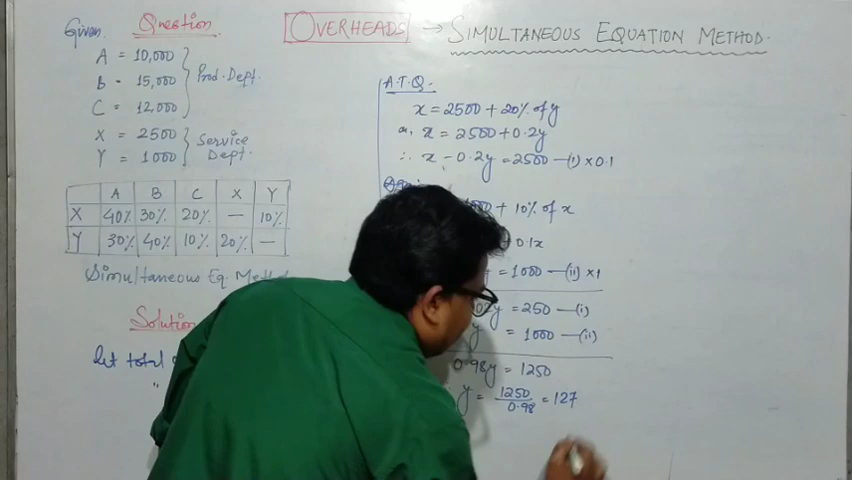 Given. Question
OVERHEADS → SIMULTANEOUS EQUATION METHOD.
A = 10,000
B = 15,000
C = 12,000
Prod. Dept.
X = 2500
Y = 1000
Service Dept.
A B C X Y
X 40% 30% 20% — 10%
Y 30% 40% 10% 20% —
Simultaneous Eq. Method
Solution
Let total
"
A.T.Q.
x = 2500 + 20% of y
or, x = 2500 + 0.2y
∴ x - 0.2y = 2500 —(i) × 0.1
+ 10% of x
+ 0.1x
= 1000 —(ii) × 1
02y = 250 —(i)
y = 1000 —(ii)
0.98y = 1250
y = 1250/0.98 = 127